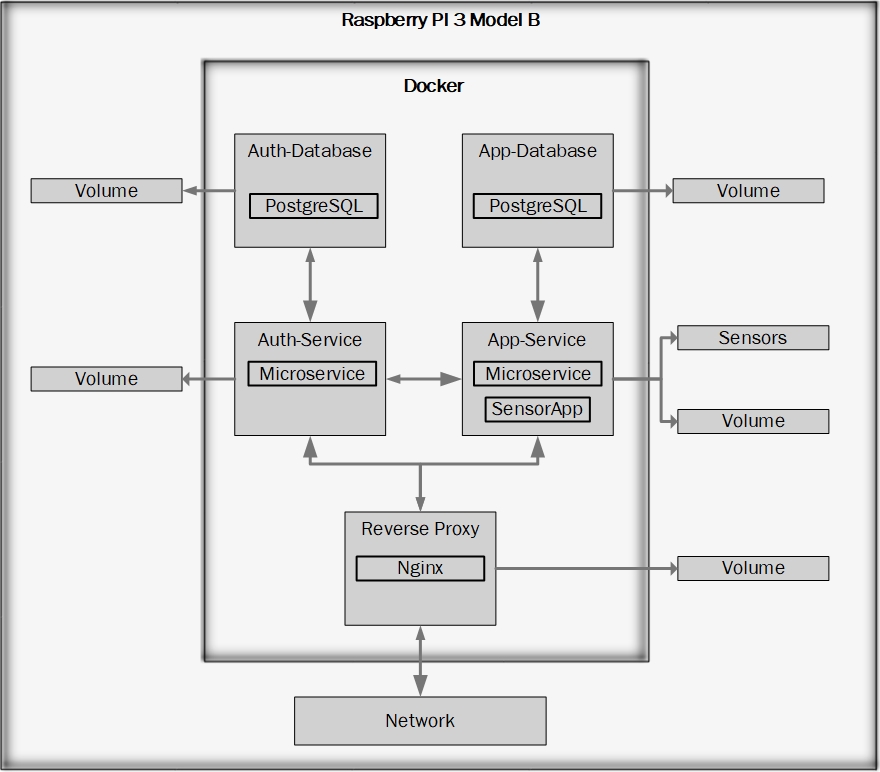 Raspberry PI 3 Model B
Docker
Auth-Database
App-Database
Volume
PostgreSQL
PostgreSQL
Volume
Auth-Service
App-Service
Sensors
Volume
Microservice
Microservice
SensorApp
Volume
Reverse Proxy
Nginx
Volume
Network